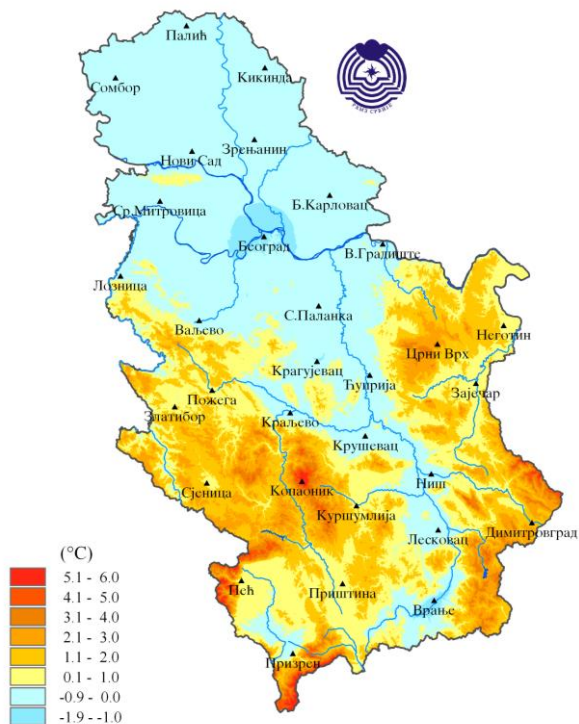 Палић
Кикинда
Сомбор
РХМЗ СРБИЈЕ
Зрењанин
Нови Сад
Б.Карловац
Ср.Митровица
Београд
В.Градиште
Лозница
С.Паланка
Ваљево
Неготин
Црни Врх
Крагујевац
Ћуприја
Зајечар
Пожега
Златибор
Краљево
Крушевац
Ниш
Сјеница
Копаоник
Куршумлија
Димитровград
Лесковац
(°C)
5.1 - 6.0
4.1 - 5.0
3.1 - 4.0
2.1 - 3.0
1.1 - 2.0
0.1 - 1.0
-0.9 - 0.0
-1.9 - -1.0
Пећ
Приштина
Врање
Призрен